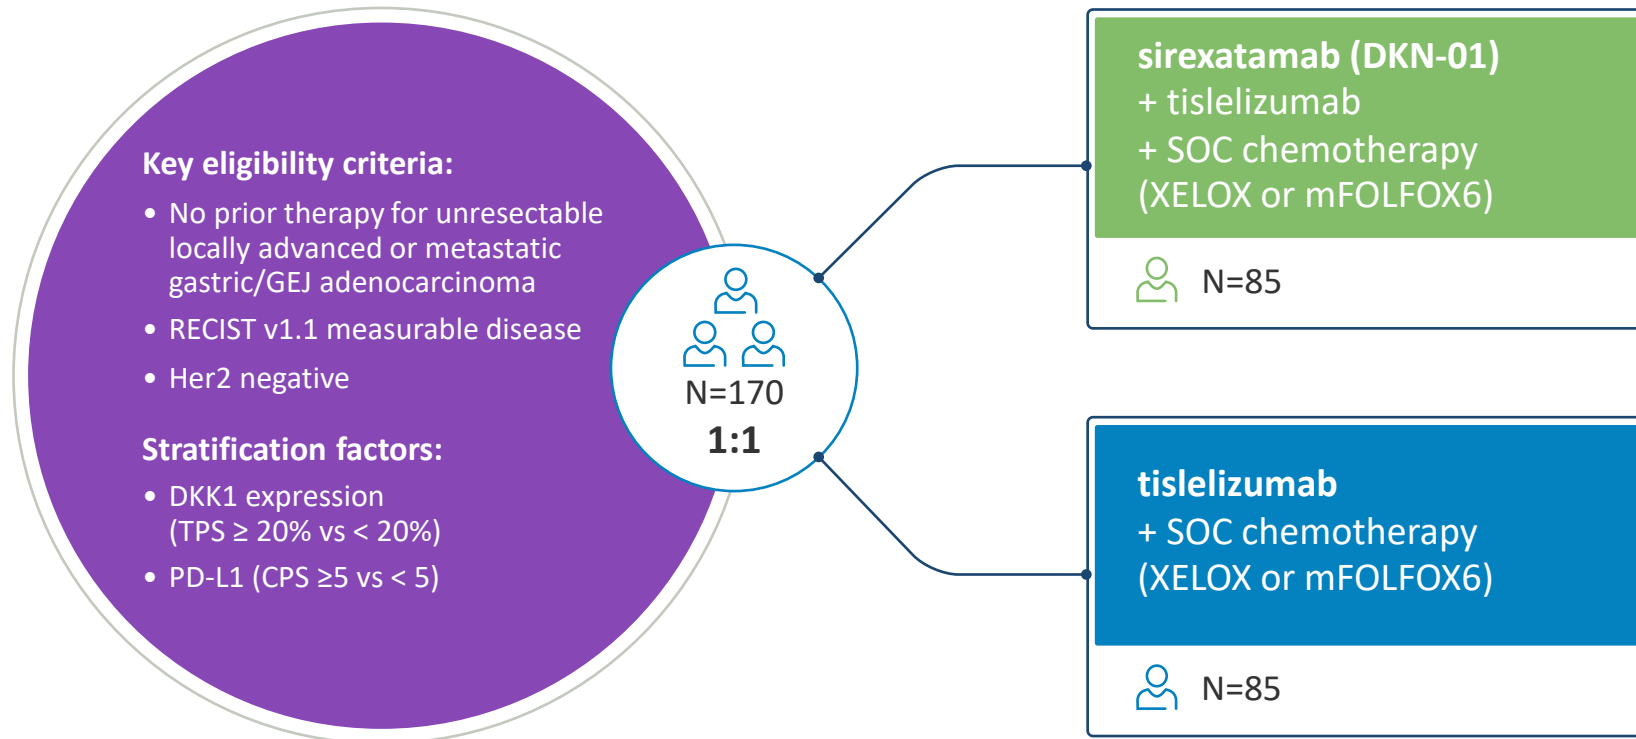 Key eligibility criteria:
• No prior therapy for unresectable
locally advanced or metastatic
gastric/GEJ adenocarcinoma
• RECIST v1.1 measurable disease
• Her2 negative
Stratification factors:
• DKK1 expression
(TPS ≥ 20% vs < 20%)
• PD-L1 (CPS ≥5 vs < 5)
N=170
1:1
sirexatamab (DKN-01)
+ tislelizumab
+ SOC chemotherapy
(XELOX or mFOLFOX6)
N=85
tislelizumab
+ SOC chemotherapy
(XELOX or mFOLFOX6)
N=85